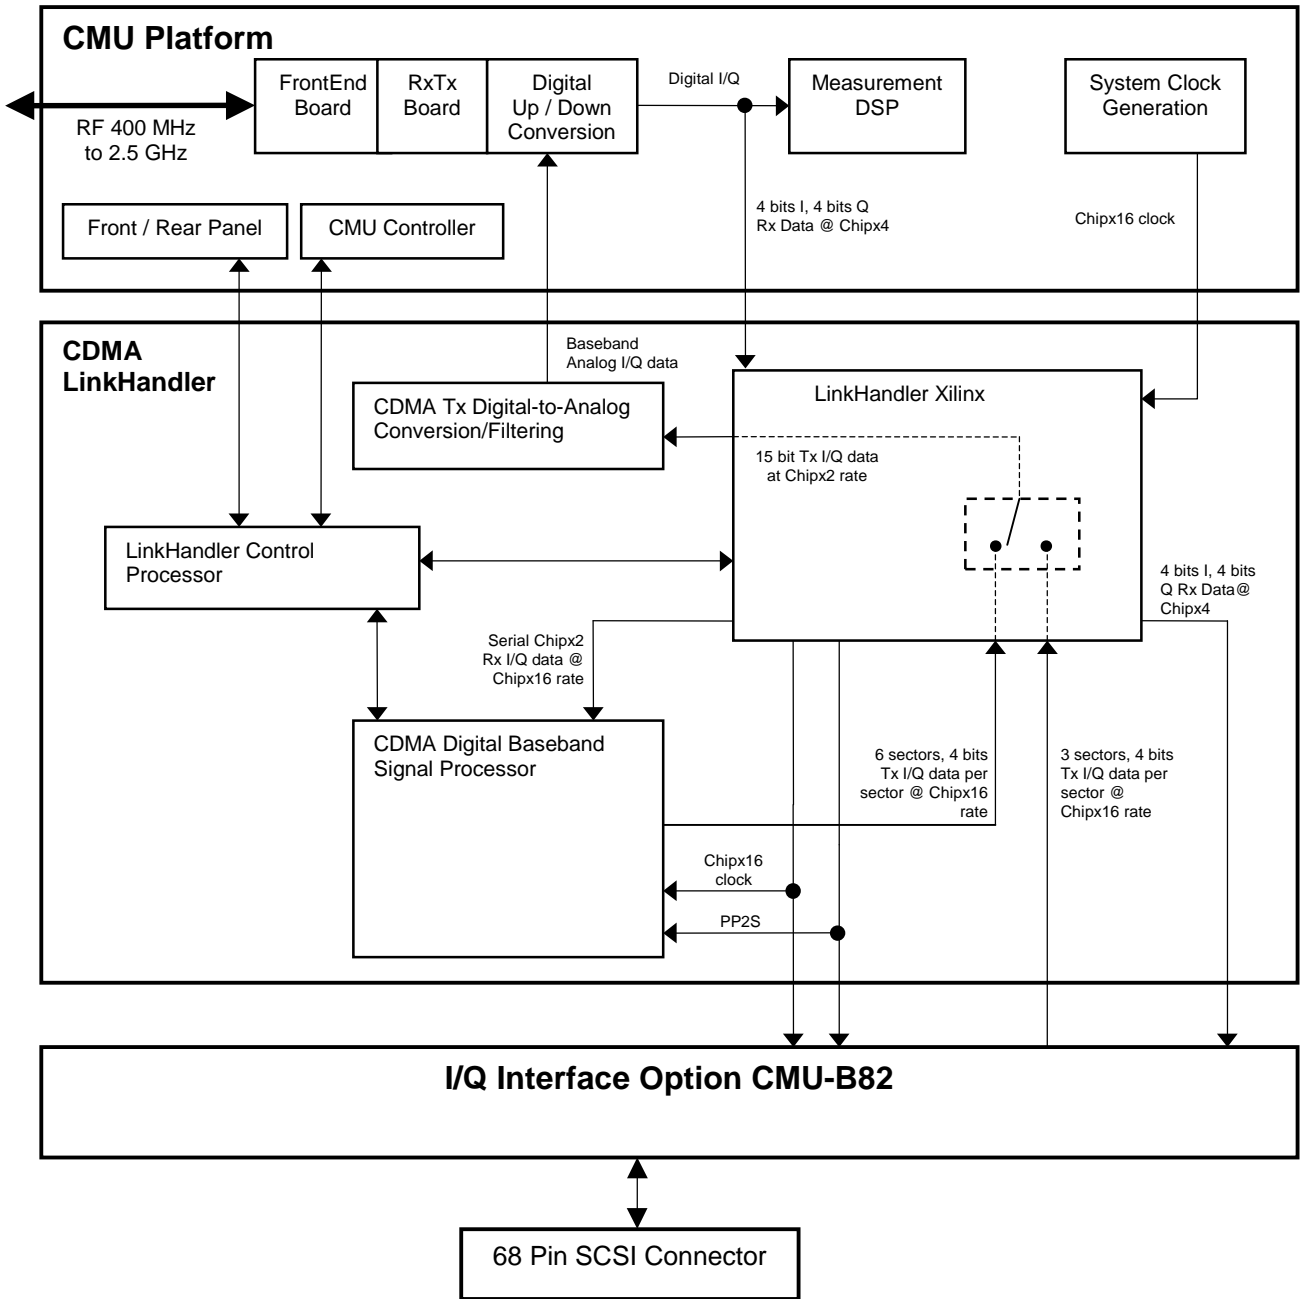 CMU Platform
FrontEnd
Board
RxTx
Board
Digital
Up / Down
Conversion
Digital I/Q
Measurement
DSP
System Clock
Generation
RF 400 MHz
to 2.5 GHz
4 bits I, 4 bits Q
Rx Data @ Chipx4
Chipx16 clock
Front / Rear Panel
CMU Controller
CDMA
LinkHandler
Baseband
Analog I/Q data
CDMA Tx Digital-to-Analog
Conversion/Filtering
LinkHandler Xilinx
15 bit Tx I/Q data
at Chipx2 rate
LinkHandler Control
Processor
4 bits I, 4 bits
Q Rx Data@
Chipx4
Serial Chipx2
Rx I/Q data @
Chipx16 rate
CDMA Digital Baseband
Signal Processor
6 sectors, 4 bits
Tx I/Q data per
sector @ Chipx16
rate
3 sectors, 4 bits
Tx I/Q data per
sector @
Chipx16 rate
Chipx16
clock
PP2S
I/Q Interface Option CMU-B82
68 Pin SCSI Connector